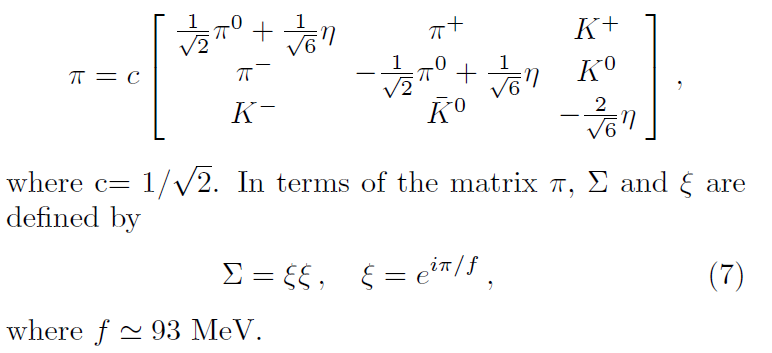 π = c [ 1/√2 π⁰ + 1/√6 η   π⁺   K⁺
π⁻   −1/√2 π⁰ + 1/√6 η   K⁰
K⁻   K̄⁰   −2/√6 η ] ,
where c= 1/√2. In terms of the matrix π, Σ and ξ are
defined by
Σ = ξξ ,   ξ = e^{iπ/f} ,   (7)
where f ≃ 93 MeV.